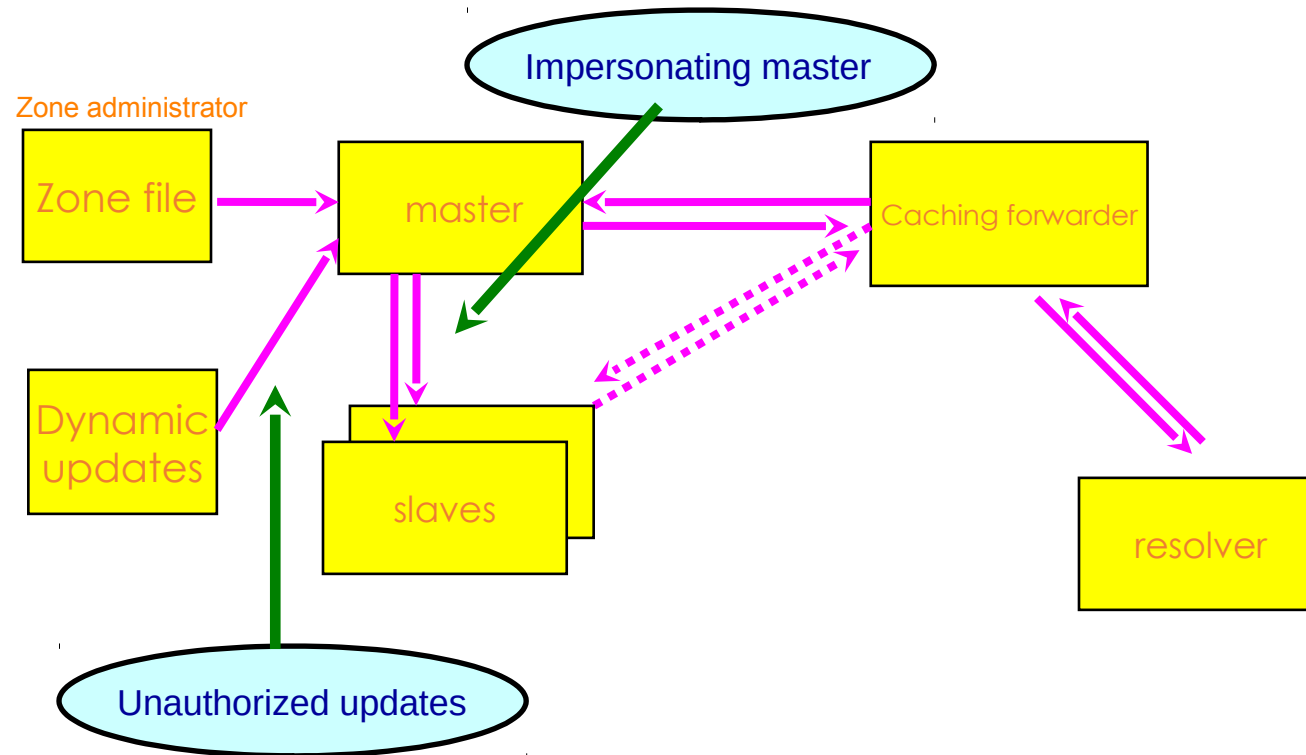 Impersonating master
Zone administrator
Zone file
master
Caching forwarder
Dynamic
updates
slaves
resolver
Unauthorized updates